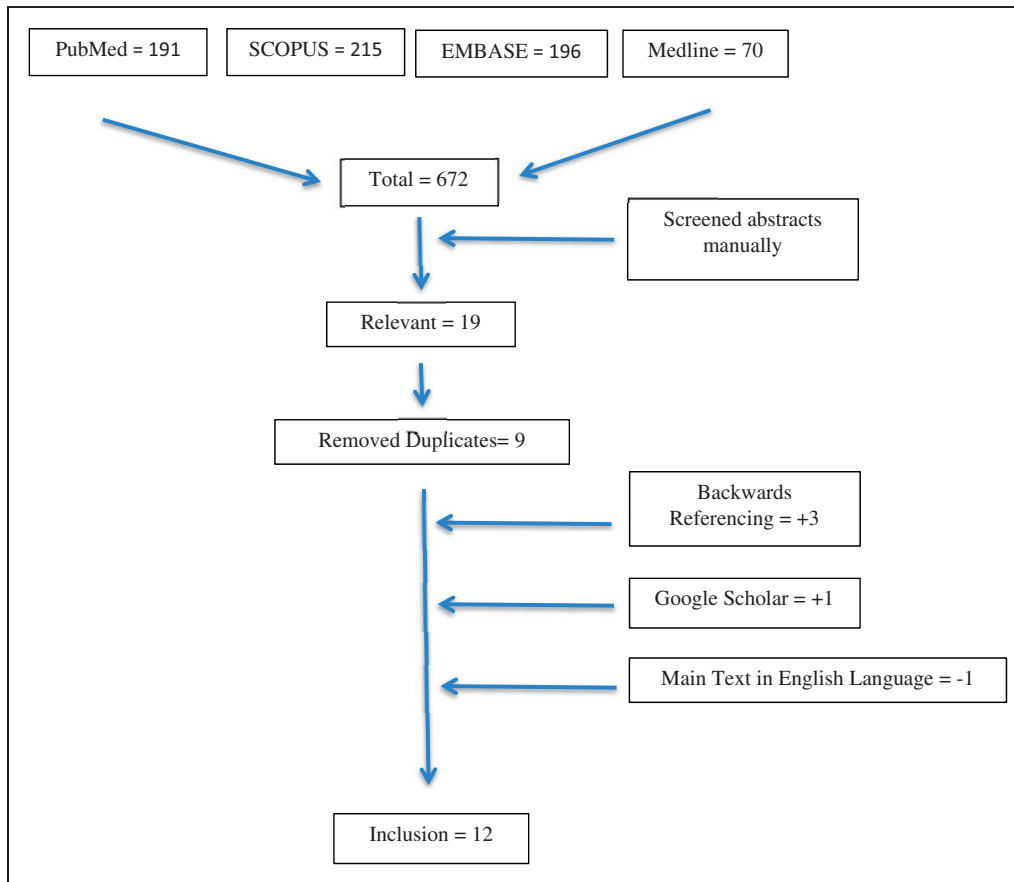 PubMed = 191
SCOPUS = 215
EMBASE = 196
Medline = 70
Total = 672
Screened abstracts
manually
Relevant = 19
Removed Duplicates= 9
Backwards
Referencing = +3
Google Scholar = +1
Main Text in English Language = -1
Inclusion = 12